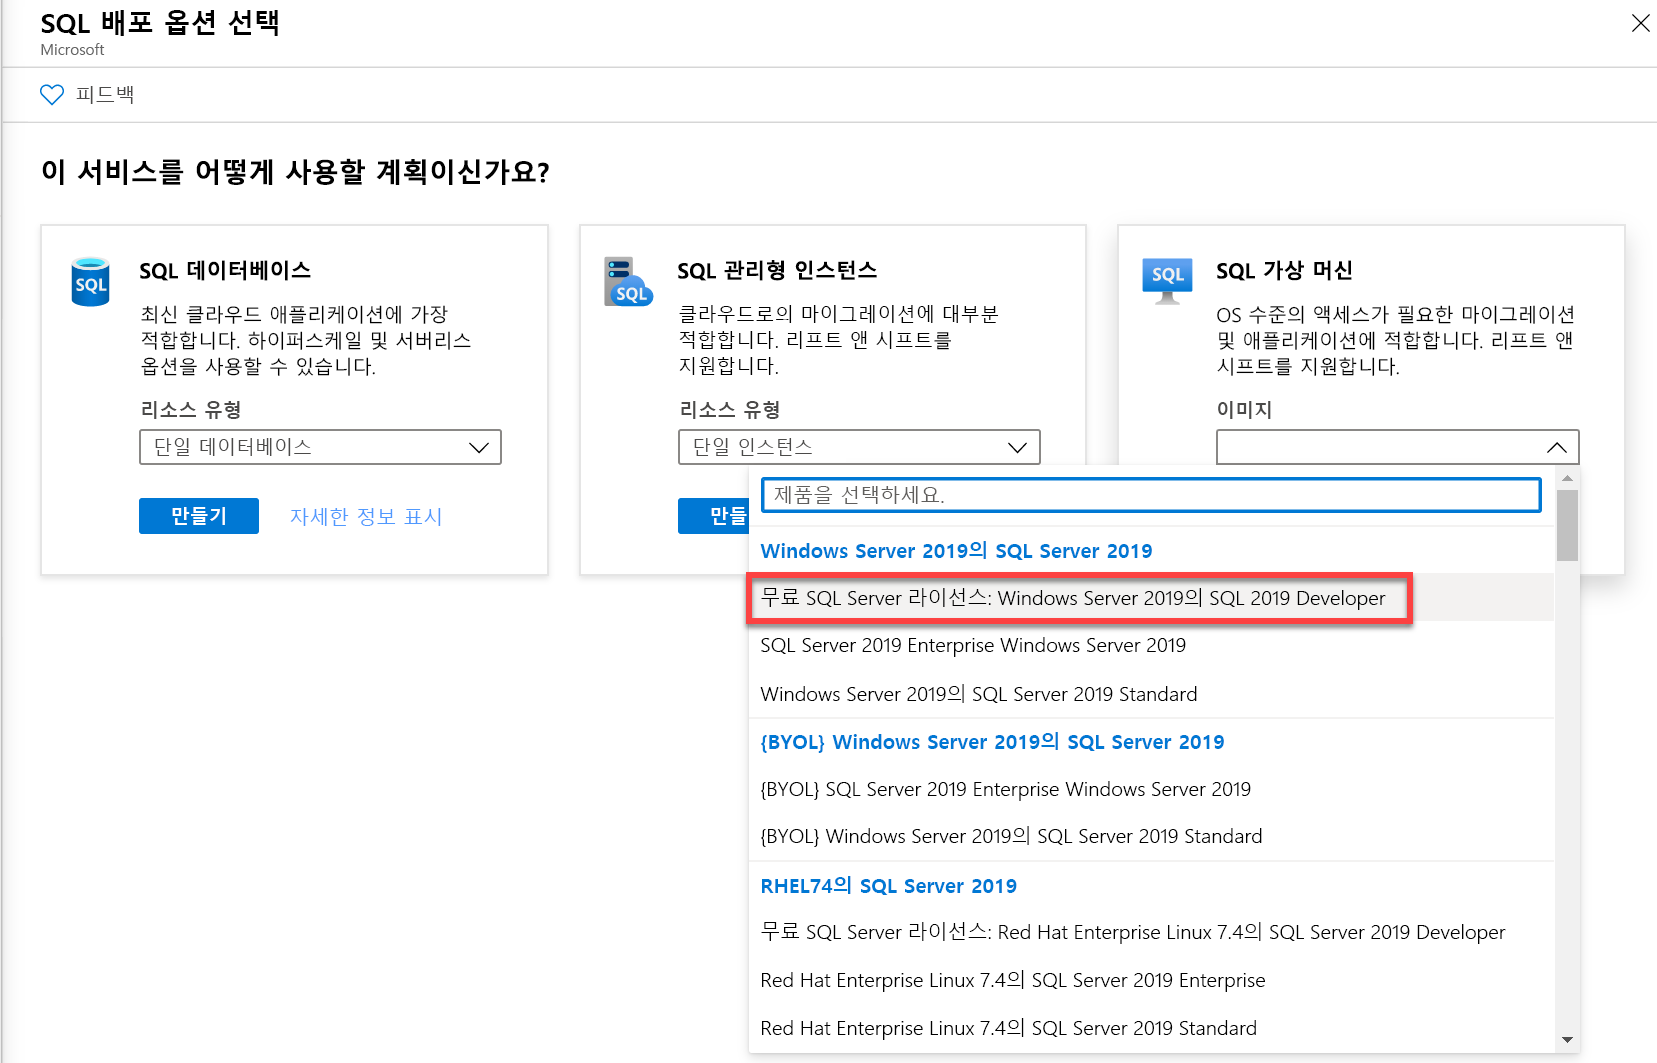 SQL 배포 옵션 선택
Microsoft
피드백
이 서비스를 어떻게 사용할 계획이신가요?
SQL
SQL 데이터베이스
최신 클라우드 애플리케이션에 가장
적합합니다. 하이퍼스케일 및 서버리스
옵션을 사용할 수 있습니다.
리소스 유형
단일 데이터베이스
만들기
자세한 정보 표시
SQL
SQL 관리형 인스턴스
클라우드로의 마이그레이션에 대부분
적합합니다. 리프트 앤 시프트를
지원합니다.
리소스 유형
단일 인스턴스
만들
SQL
SQL 가상 머신
OS 수준의 액세스가 필요한 마이그레이션
및 애플리케이션에 적합합니다. 리프트 앤
시프트를 지원합니다.
이미지
제품을 선택하세요.
Windows Server 2019의 SQL Server 2019
무료 SQL Server 라이선스: Windows Server 2019의 SQL 2019 Developer
SQL Server 2019 Enterprise Windows Server 2019
Windows Server 2019의 SQL Server 2019 Standard
{BYOL} Windows Server 2019의 SQL Server 2019
{BYOL} SQL Server 2019 Enterprise Windows Server 2019
{BYOL} Windows Server 2019의 SQL Server 2019 Standard
RHEL74의 SQL Server 2019
무료 SQL Server 라이선스: Red Hat Enterprise Linux 7.4의 SQL Server 2019 Developer
Red Hat Enterprise Linux 7.4의 SQL Server 2019 Enterprise
Red Hat Enterprise Linux 7.4의 SQL Server 2019 Standard